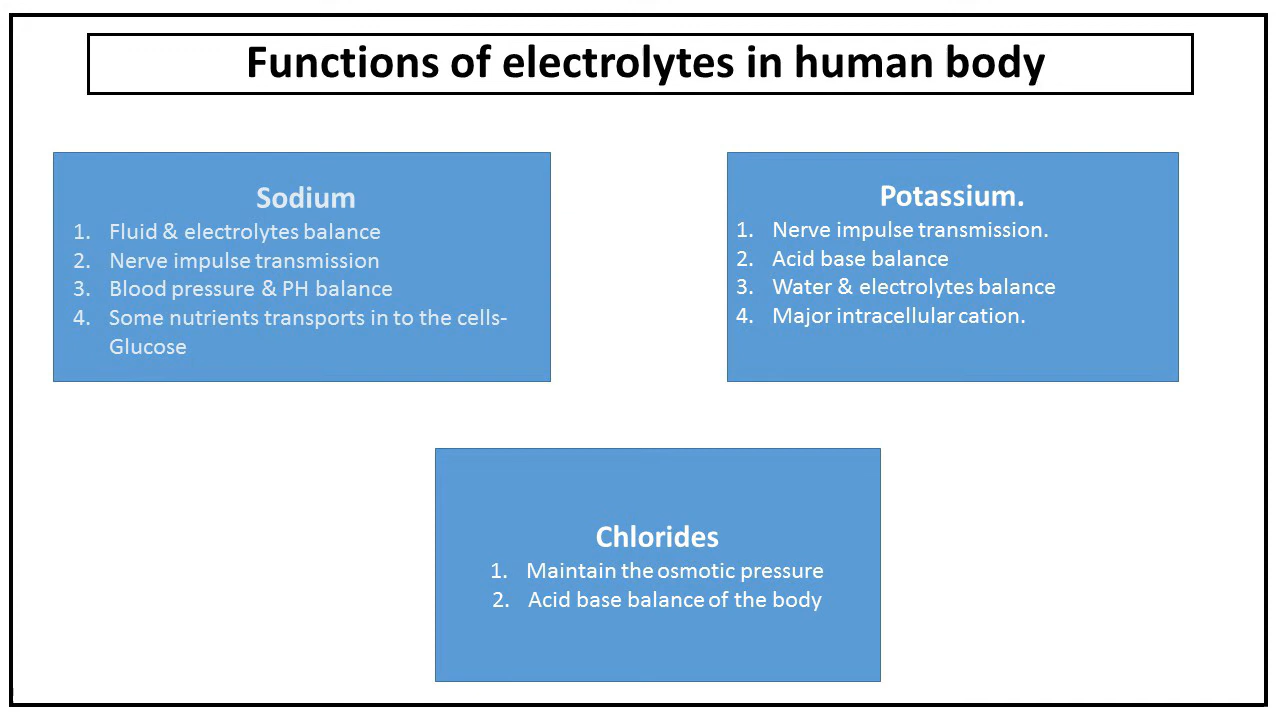 Functions of electrolytes in human body
Sodium
1. Fluid & electrolytes balance
2. Nerve impulse transmission
3. Blood pressure & PH balance
4. Some nutrients transports in to the cells-
Glucose
Potassium.
1. Nerve impulse transmission.
2. Acid base balance
3. Water & electrolytes balance
4. Major intracellular cation.
Chlorides
1. Maintain the osmotic pressure
2. Acid base balance of the body